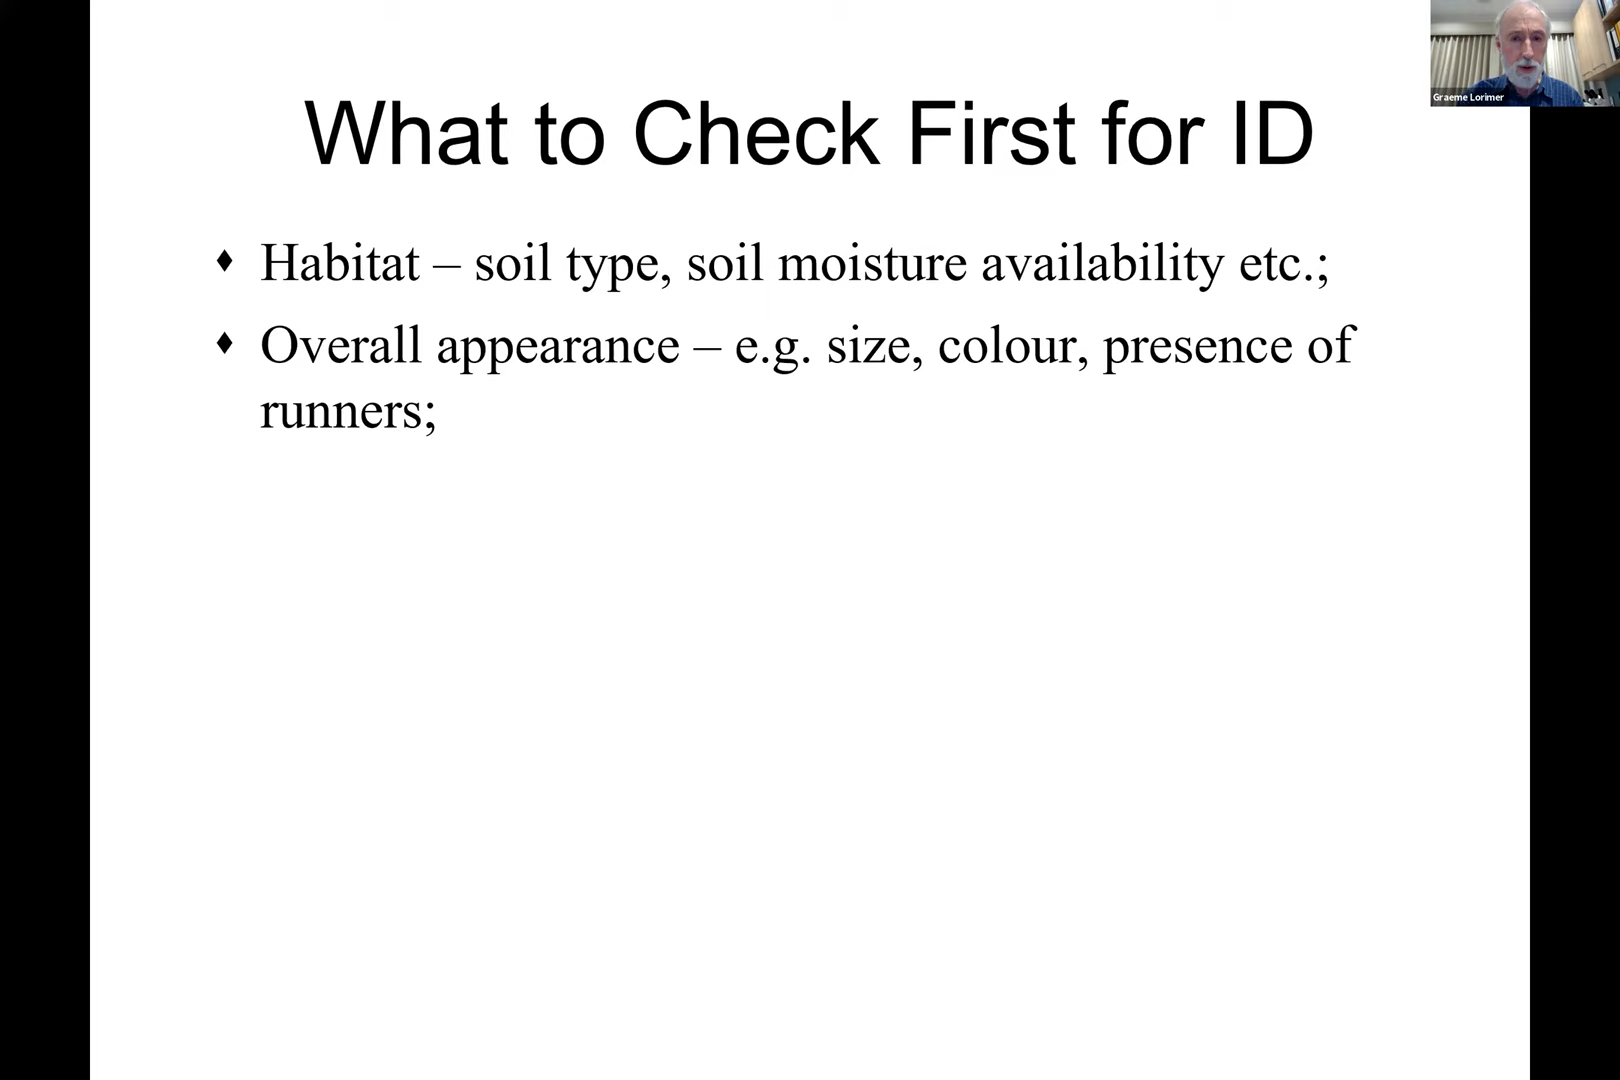 Graeme Lorimer
What to Check First for ID
♦ Habitat – soil type, soil moisture availability etc.;
♦ Overall appearance – e.g. size, colour, presence of
runners;